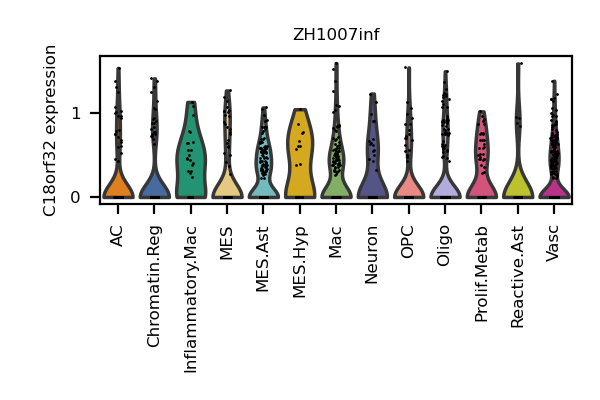 ZH1007inf
C18orf32 expression
1
0
AC
Chromatin.Reg
Inflammatory.Mac
MES
MES.Ast
MES.Hyp
Mac
Neuron
OPC
Oligo
Prolif.Metab
Reactive.Ast
Vasc